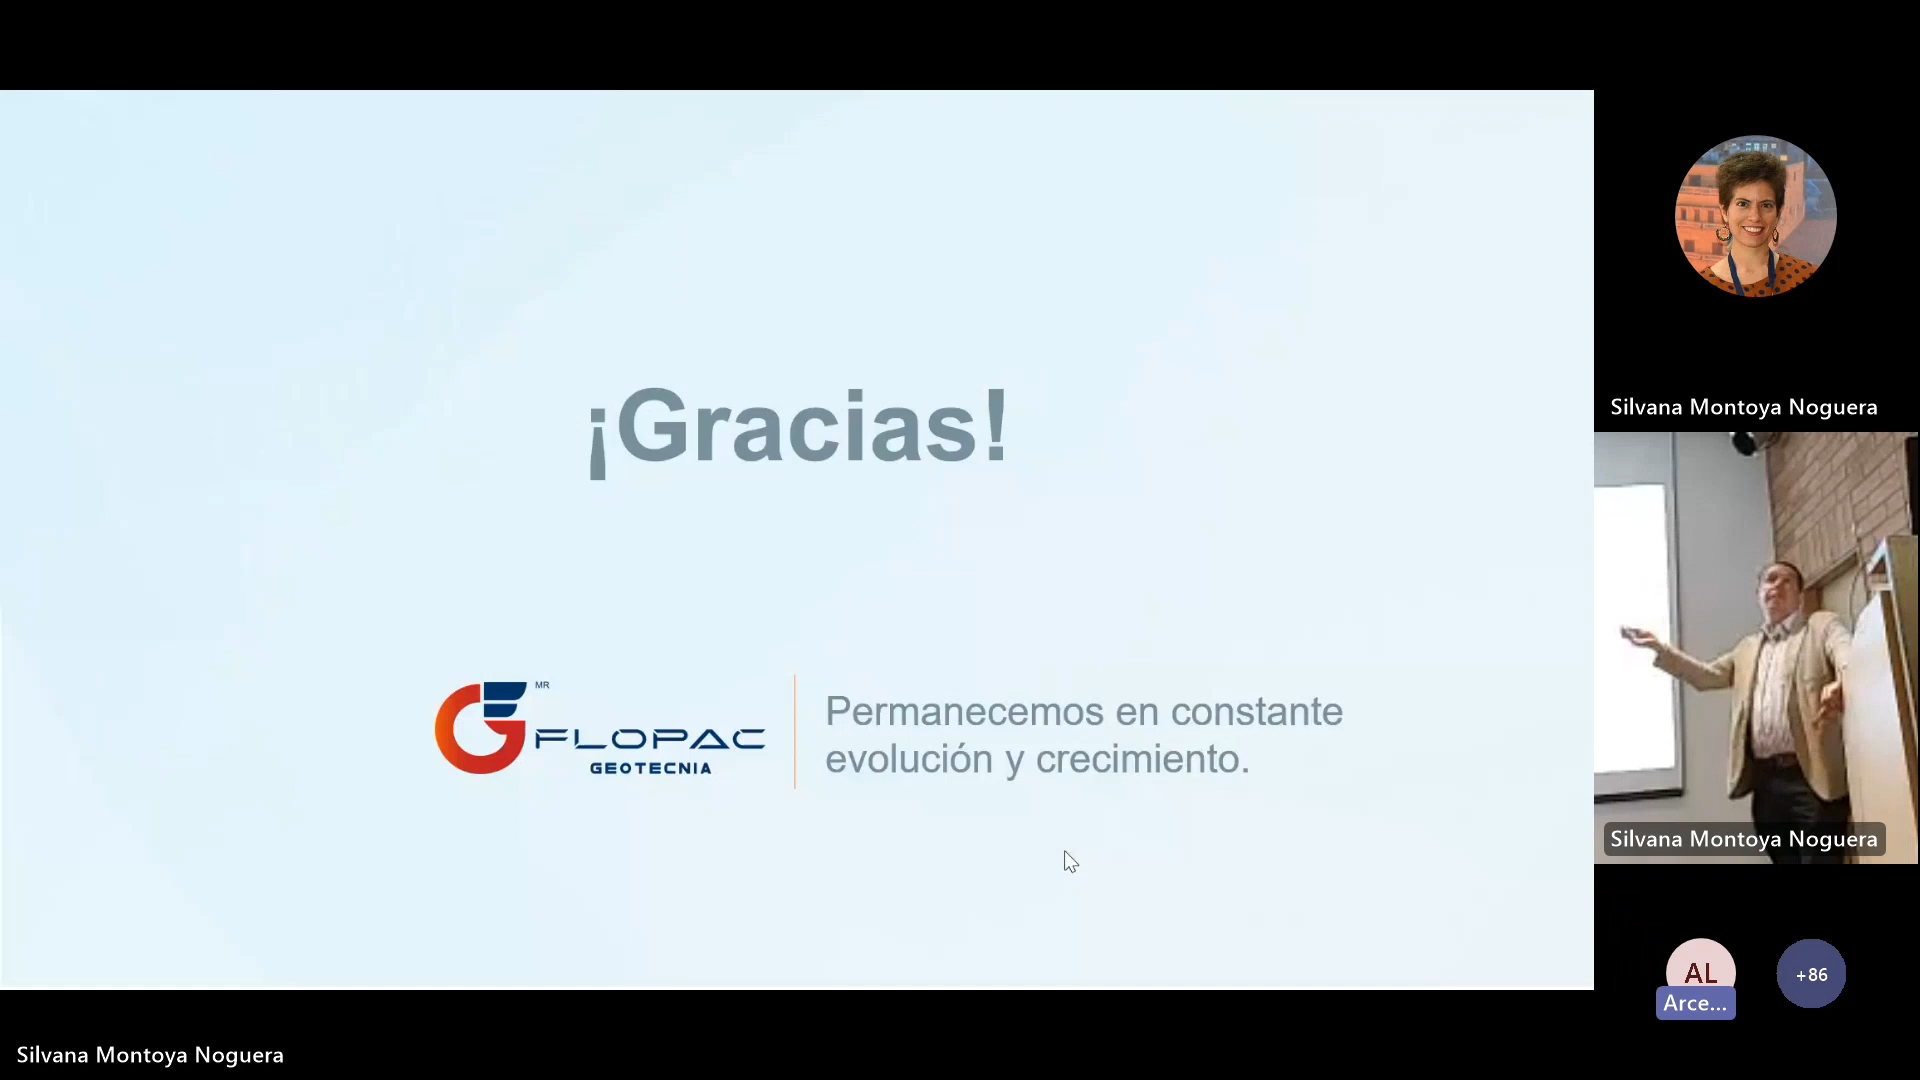 ¡Gracias!
MR
FLOPAC
GEOTECNIA
Permanecemos en constante
evolución y crecimiento.
Silvana Montoya Noguera
Silvana Montoya Noguera
AL
Arce...
+86
Silvana Montoya Noguera